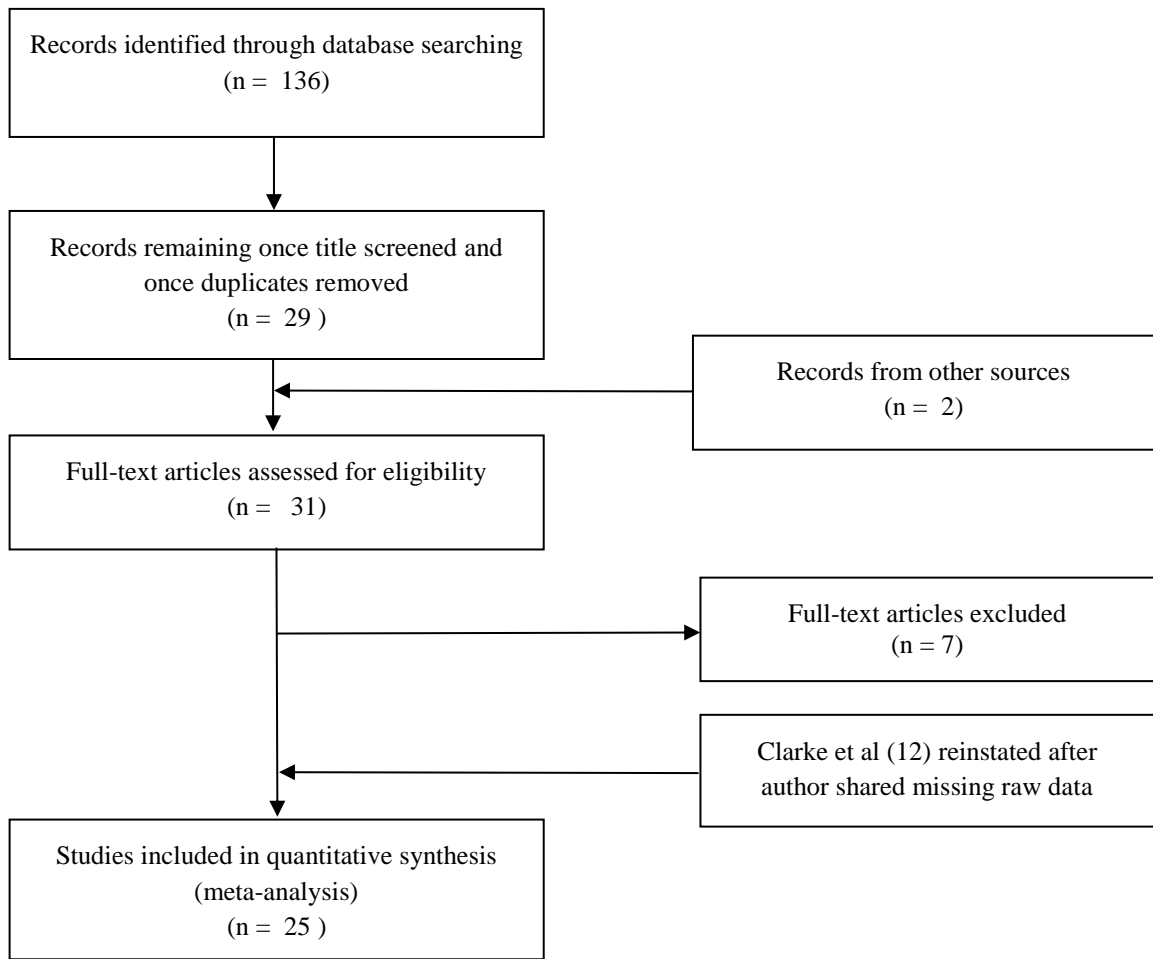 Records identified through database searching
(n = 136)
Records remaining once title screened and
once duplicates removed
(n = 29 )
Records from other sources
(n = 2)
Full-text articles assessed for eligibility
(n = 31)
Full-text articles excluded
(n = 7)
Clarke et al (12) reinstated after
author shared missing raw data
Studies included in quantitative synthesis
(meta-analysis)
(n = 25 )